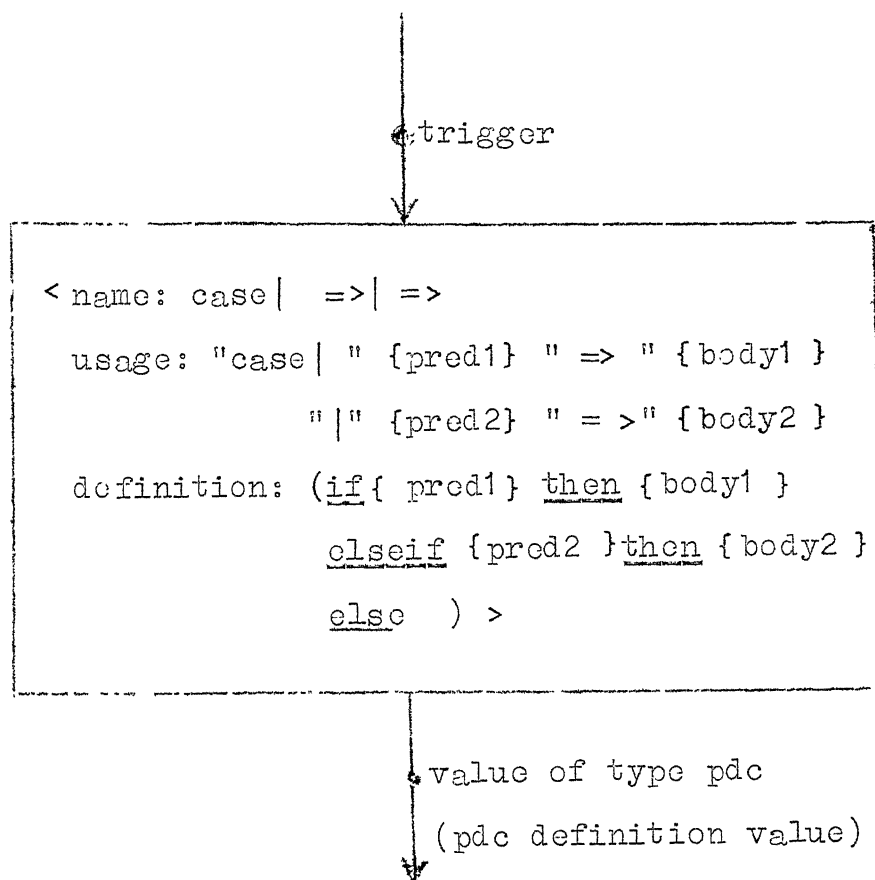 trigger
< name: case| =>| =>
usage: "case| " {pred1} " => " {body1 }
"|" {pred2} " = >" {body2 }
definition: (if{ pred1} then {body1 }
elseif {pred2 }then {body2 }
else ) >
value of type pdc
(pdc definition value)